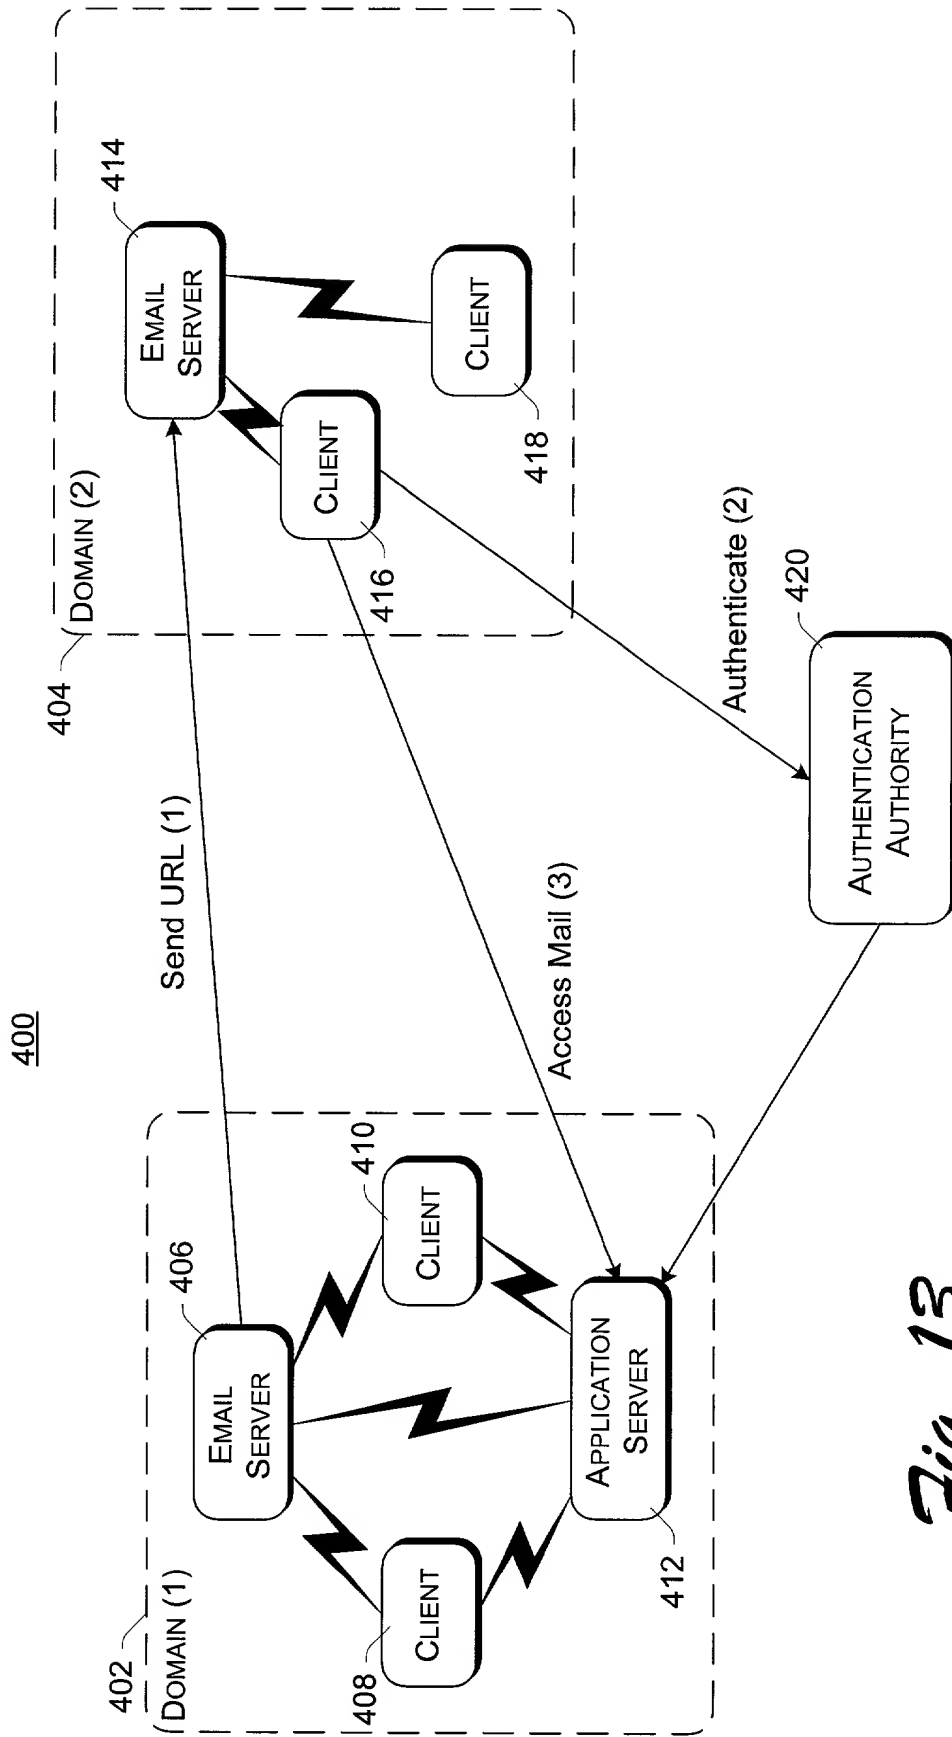 400
402
DOMAIN (1)
EMAIL
SERVER
406
CLIENT
408
CLIENT
410
APPLICATION
SERVER
412
Send URL (1)
Access Mail (3)
404
DOMAIN (2)
EMAIL
SERVER
414
CLIENT
416
CLIENT
418
Authenticate (2)
AUTHENTICATION
AUTHORITY
420
Fig. 13